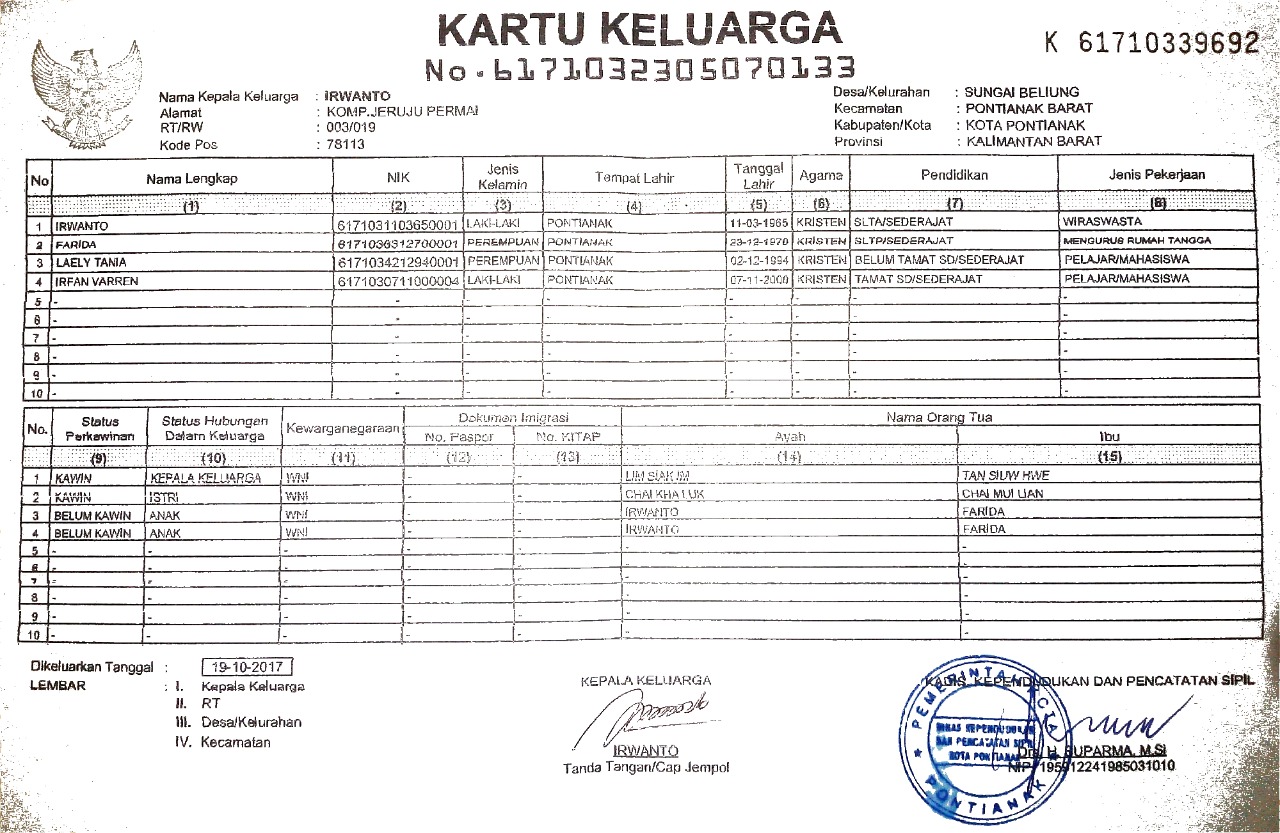 KARTU KELUARGA
No. 6171032305070133
K 61710339692
Nama Kepala Keluarga : IRWANTO
Alamat : KOMP.JERUJU PERMAI
RT/RW : 003/019
Kode Pos : 78113
Desa/Kelurahan : SUNGAI BELIUNG
Kecamatan : PONTIANAK BARAT
Kabupaten/Kota : KOTA PONTIANAK
Provinsi : KALIMANTAN BARAT
No Nama Lengkap NIK Jenis Kelamin Tempat Lahir Tanggal Lahir Agama Pendidikan Jenis Pekerjaan
(1) (2) (3) (4) (5) (6) (7) (8)
1 IRWANTO 6171031103650001 LAKI-LAKI PONTIANAK 11-03-1965 KRISTEN SLTA/SEDERAJAT WIRASWASTA
2 FARIDA 6171036312700001 PEREMPUAN PONTIANAK 23-12-1970 KRISTEN SLTP/SEDERAJAT MENGURUS RUMAH TANGGA
3 LAELY TANIA 6171034212940001 PEREMPUAN PONTIANAK 02-12-1994 KRISTEN BELUM TAMAT SD/SEDERAJAT PELAJAR/MAHASISWA
4 IRFAN VARREN 6171030711000004 LAKI-LAKI PONTIANAK 07-11-2000 KRISTEN TAMAT SD/SEDERAJAT PELAJAR/MAHASISWA
5 - - - - - - - -
6 - - - - - - - -
7 - - - - - - - -
8 - - - - - - - -
9 - - - - - - - -
10 - - - - - - - -
No. Status Perkawinan Status Hubungan Dalam Keluarga Kewarganegaraan Dokumen Imigrasi Nama Orang Tua
No. Paspor No. KITAP Ayah Ibu
(9) (10) (11) (12) (13) (14) (15)
1 KAWIN KEPALA KELUARGA WNI - - LIM SIAK IM TAN SIUW HWE
2 KAWIN ISTRI WNI - - CHAI KHA LUK CHAI MUI LIAN
3 BELUM KAWIN ANAK WNI - - IRWANTO FARIDA
4 BELUM KAWIN ANAK WNI - - IRWANTO FARIDA
5 - - - - - - -
6 - - - - - - -
7 - - - - - - -
8 - - - - - - -
9 - - - - - - -
10 - - - - - - -
Dikeluarkan Tanggal : 19-10-2017
LEMBAR : I. Kepala Keluarga
II. RT
III. Desa/Kelurahan
IV. Kecamatan
KEPALA KELUARGA
IRWANTO
Tanda Tangan/Cap Jempol
KADIS. KEPENDUDUKAN DAN PENCATATAN SIPIL
Drs. H. SUPARMA, M.SI
NIP 195912241985031010
PEMERINTAH KOTA
DINAS KEPENDUDUKAN
DAN PENCATATAN SIPIL
KOTA PONTIANAK
PONTIANAK